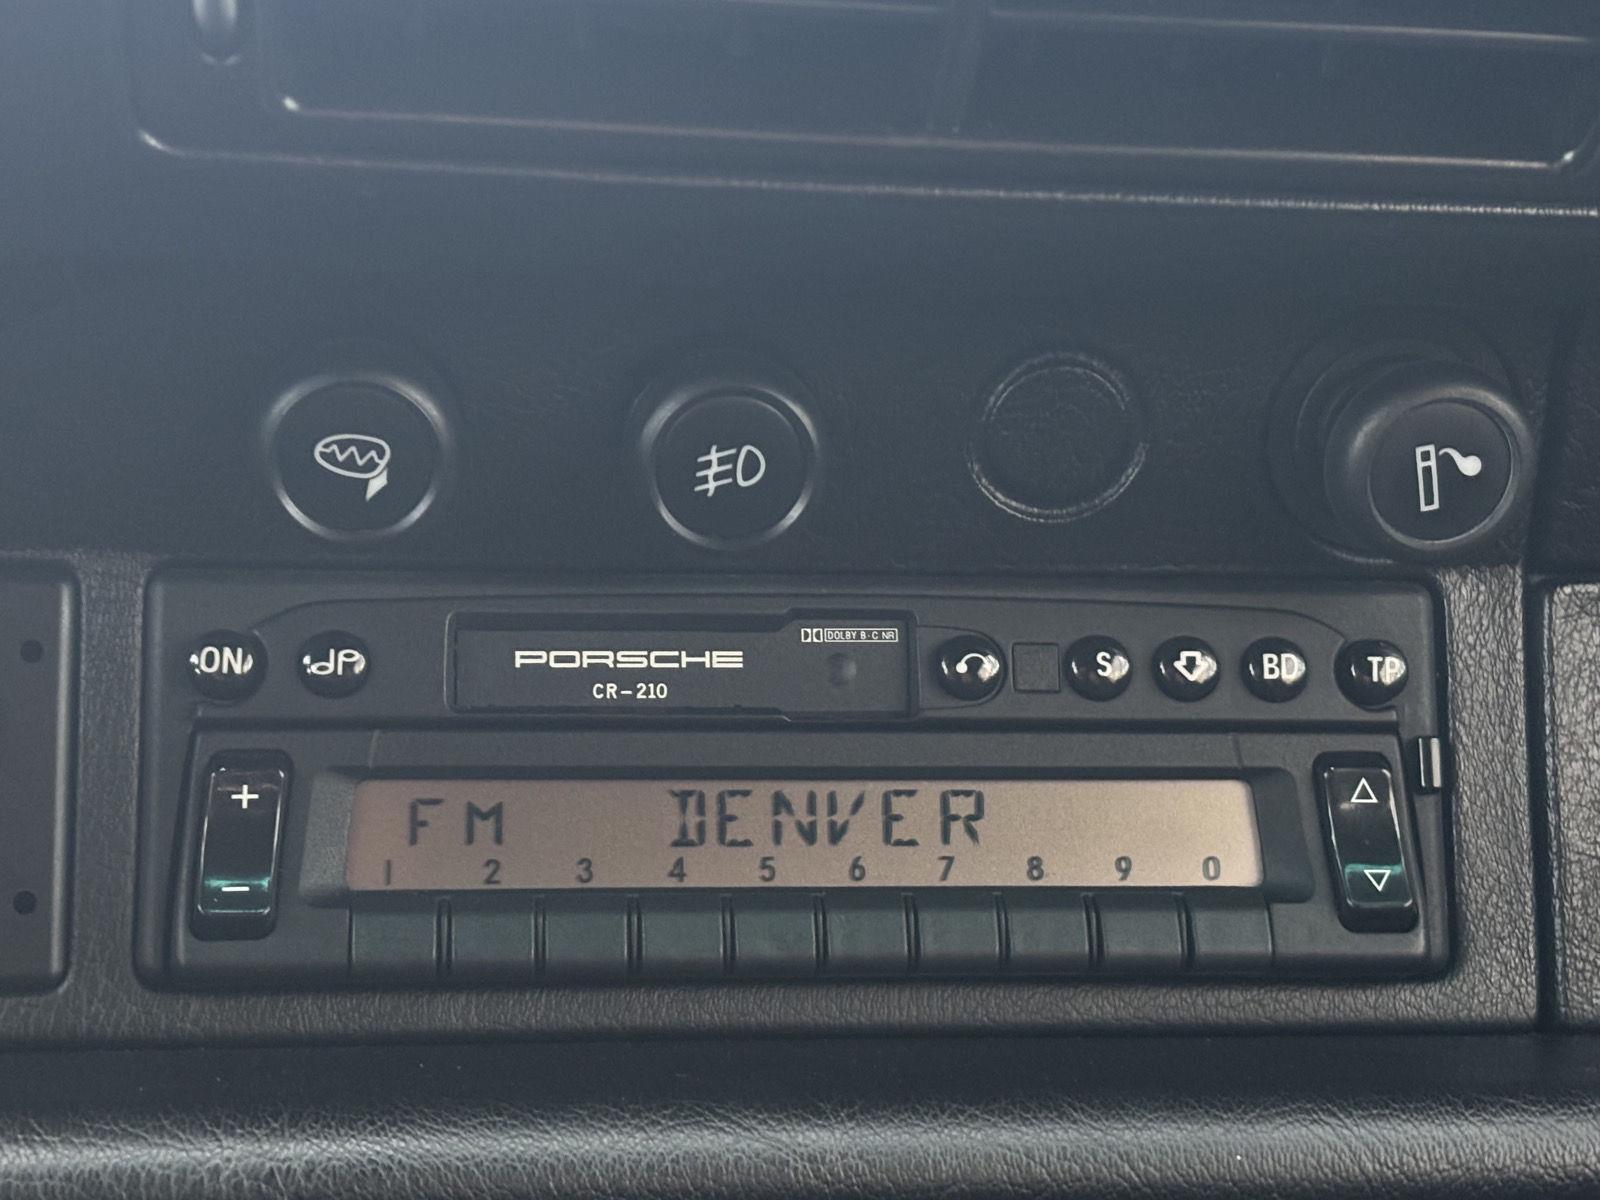 ON
PORSCHE
CR-210
DOLBY B·C NR
S
BD
TP
+
−
FM DENVER
1 2 3 4 5 6 7 8 9 0